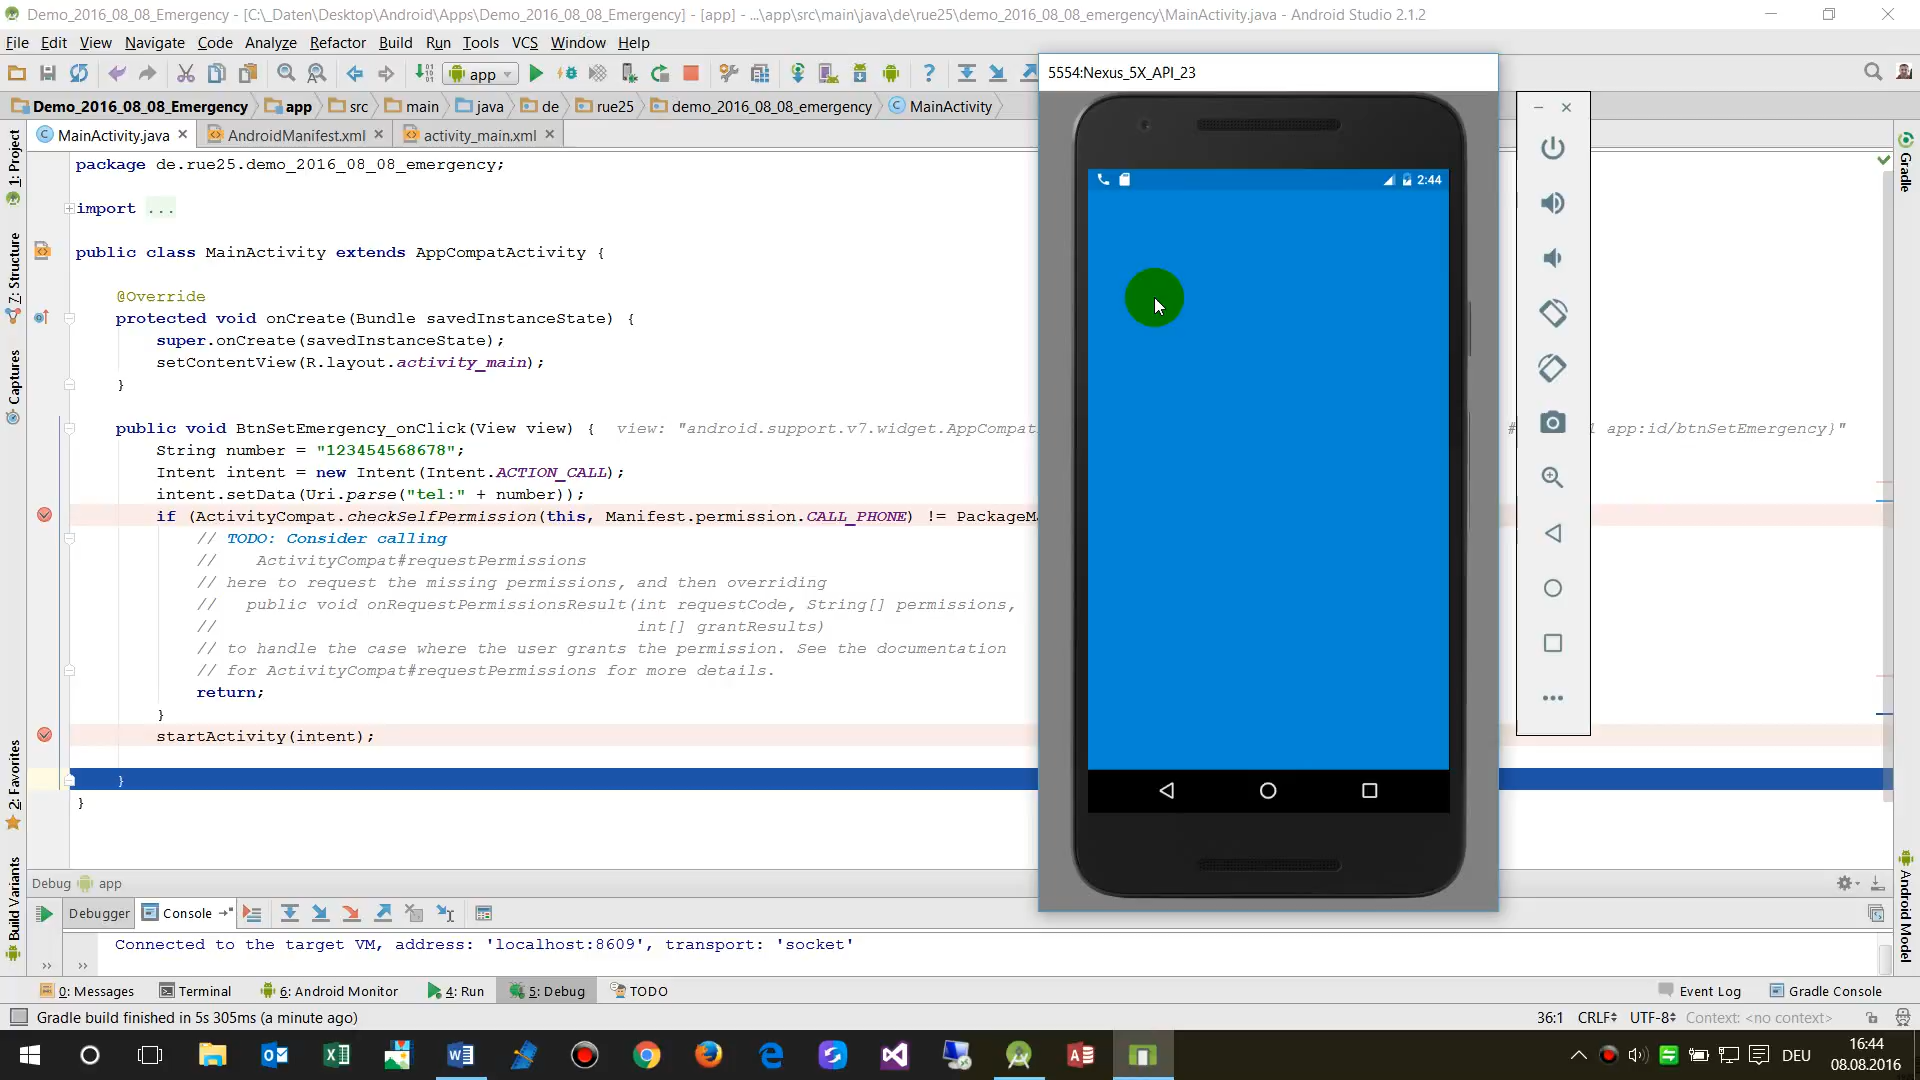 Demo_2016_08_08_Emergency - [C:\_Daten\Desktop\Android\Apps\Demo_2016_08_08_Emergency] - [app] - ...\app\src\main\java\de\rue25\demo_2016_08_08_emergency\MainActivity.java - Android Studio 2.1.2
File Edit View Navigate Code Analyze Refactor Build Run Tools VCS Window Help
app
5554:Nexus_5X_API_23
Demo_2016_08_08_Emergency app src main java de rue25 demo_2016_08_08_emergency MainActivity
MainActivity.java AndroidManifest.xml activity_main.xml
1: Project
7: Structure
Captures
2: Favorites
Build Variants
Gradle
Android Model
2:44
package de.rue25.demo_2016_08_08_emergency;
import ...
public class MainActivity extends AppCompatActivity {
@Override
protected void onCreate(Bundle savedInstanceState) {
super.onCreate(savedInstanceState);
setContentView(R.layout.activity_main);
}
public void BtnSetEmergency_onClick(View view) { view: "android.support.v7.widget.AppCompat app:id/btnSetEmergency}"
String number = "123454568678";
Intent intent = new Intent(Intent.ACTION_CALL);
intent.setData(Uri.parse("tel:" + number));
if (ActivityCompat.checkSelfPermission(this, Manifest.permission.CALL_PHONE) != PackageM
// TODO: Consider calling
// ActivityCompat#requestPermissions
// here to request the missing permissions, and then overriding
// public void onRequestPermissionsResult(int requestCode, String[] permissions,
// int[] grantResults)
// to handle the case where the user grants the permission. See the documentation
// for ActivityCompat#requestPermissions for more details.
return;
}
startActivity(intent);
}
}
Debug app
Debugger Console
Connected to the target VM, address: 'localhost:8609', transport: 'socket'
0: Messages Terminal 6: Android Monitor 4: Run 5: Debug TODO Event Log Gradle Console
Gradle build finished in 5s 305ms (a minute ago) 36:1 CRLF UTF-8 Context: <no context>
DEU 16:44
08.08.2016